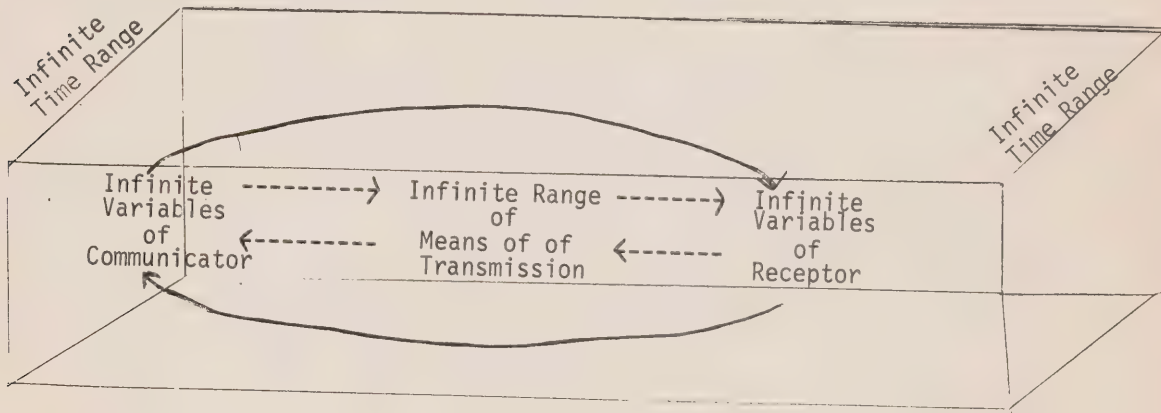 Infinite
Time Range
Infinite
Time Range
Infinite
Variables
of
Communicator
Infinite Range
of
Means of of
Transmission
Infinite
Variables
of
Receptor